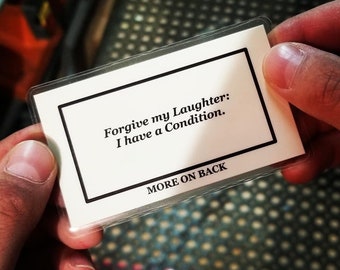 Forgive my Laughter:
I have a Condition.
MORE ON BACK